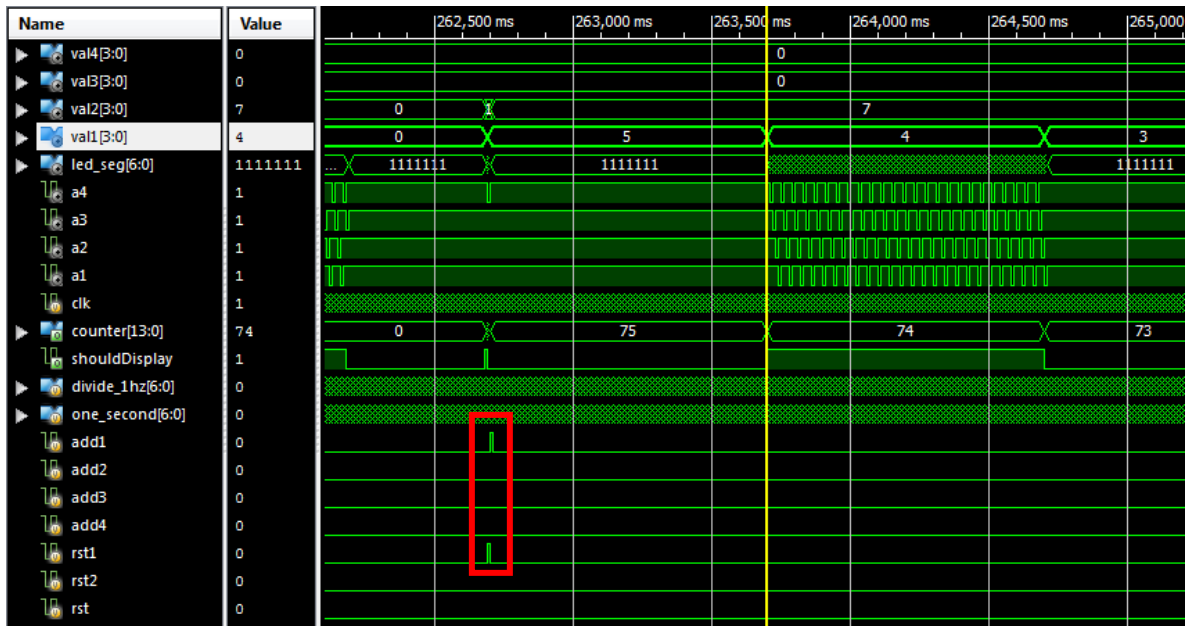 Name Value 262,500 ms 263,000 ms 263,500 ms 264,000 ms 264,500 ms 265,000
val4[3:0] 0 0
val3[3:0] 0 0
val2[3:0] 7 0 1 7
val1[3:0] 4 0 5 4 3
led_seg[6:0] 1111111 ... 1111111 1111111 1111111
a4 1
a3 1
a2 1
a1 1
clk 1
counter[13:0] 74 0 75 74 73
shouldDisplay 1
divide_1hz[6:0] 0
one_second[6:0] 0
add1 0
add2 0
add3 0
add4 0
rst1 0
rst2 0
rst 0